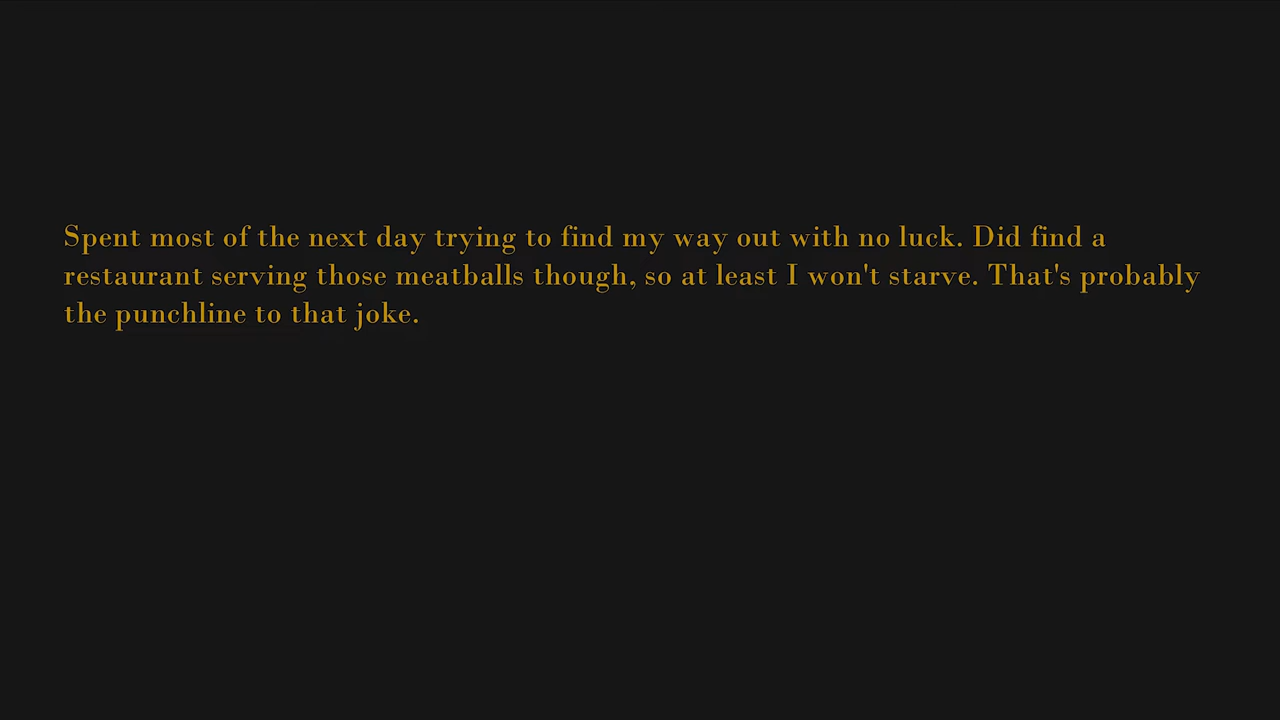 Spent most of the next day trying to find my way out with no luck. Did find a
restaurant serving those meatballs though, so at least I won't starve. That's probably
the punchline to that joke.